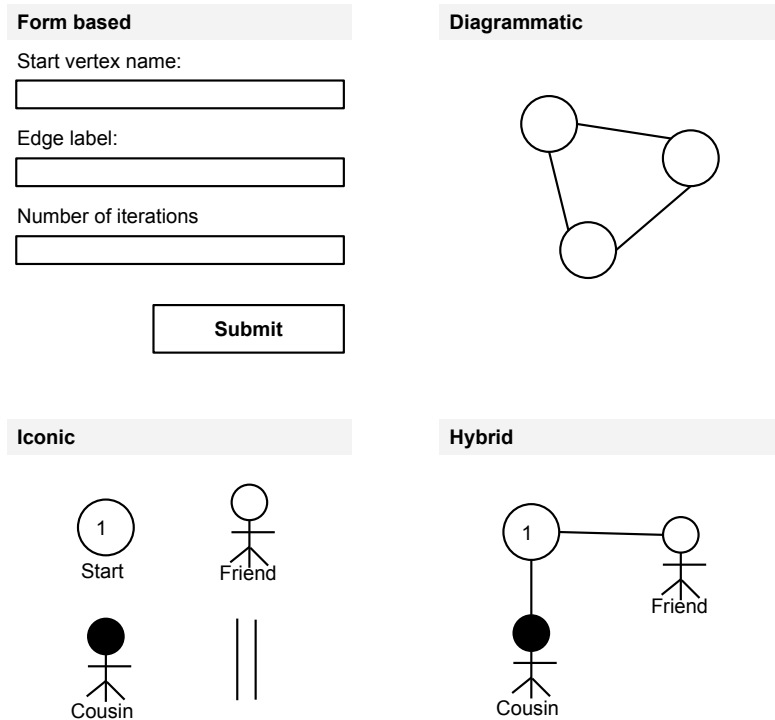 Form based
Start vertex name:
Edge label:
Number of iterations
Submit
Diagrammatic
Iconic
1
Start
Friend
Cousin
Hybrid
1
Friend
Cousin